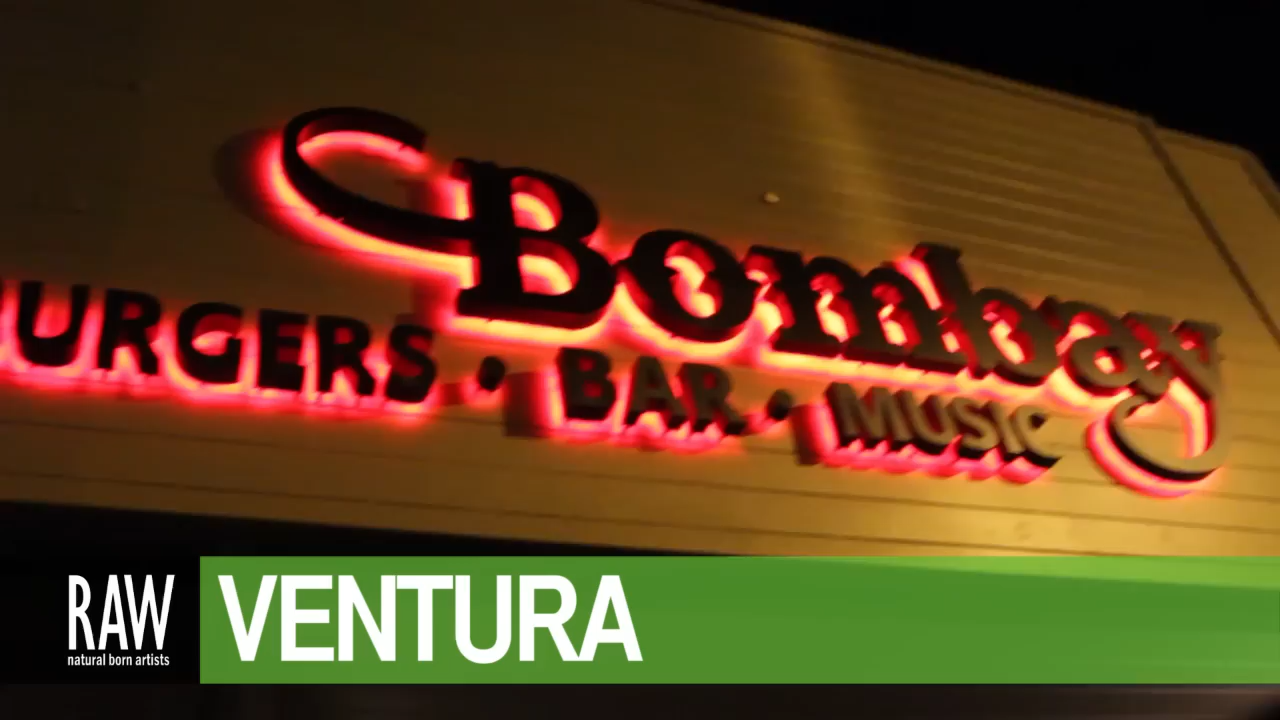 Bombay
URGERS • BAR • MUSIC
RAW
natural born artists
VENTURA